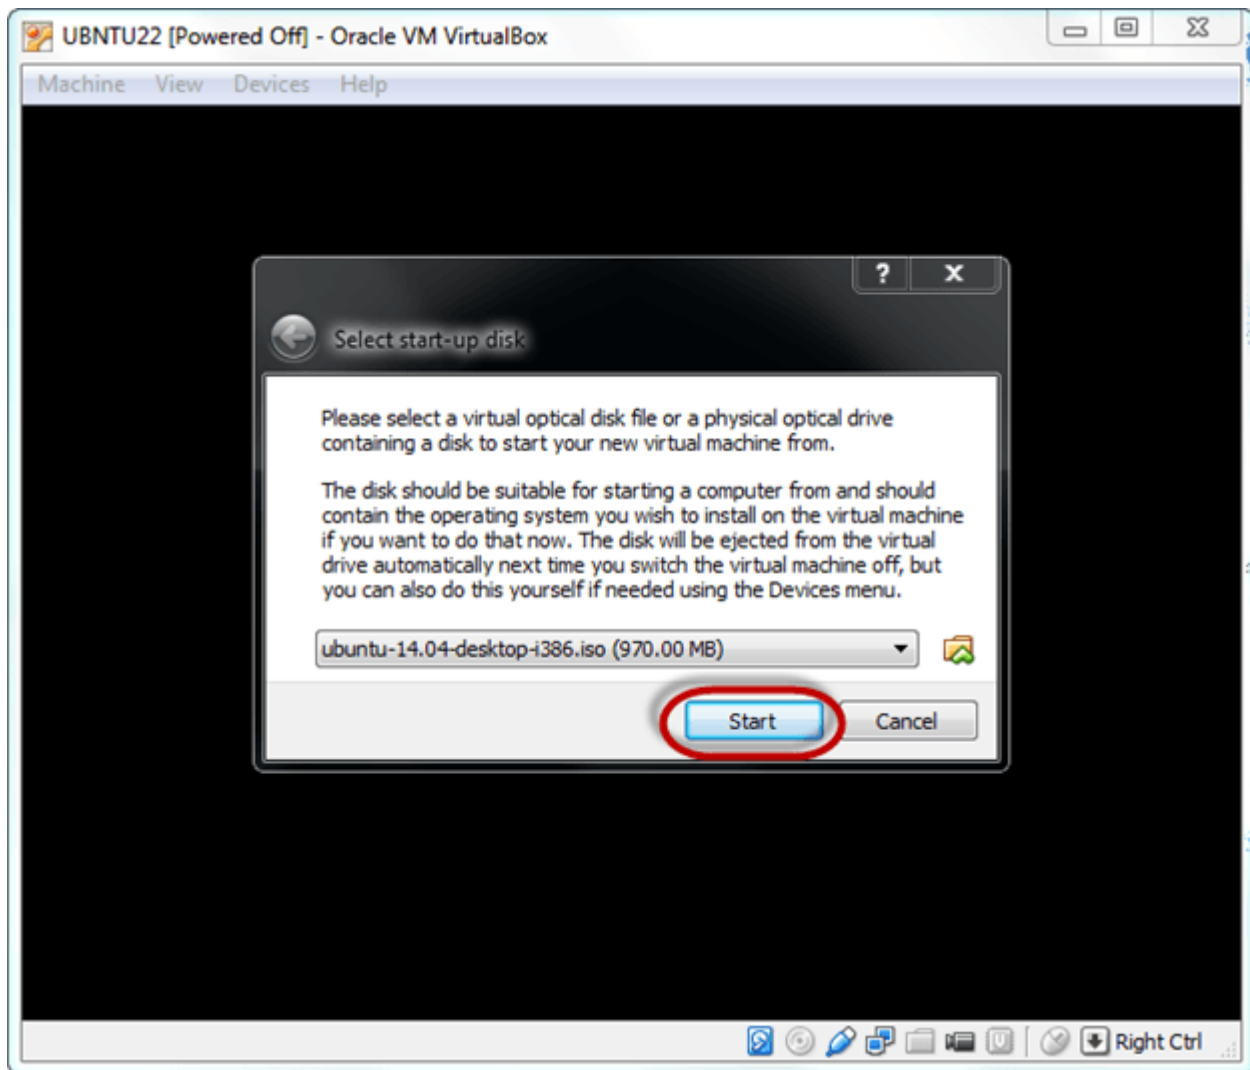 UBNTU22 [Powered Off] - Oracle VM VirtualBox
Machine View Devices Help
? X
Select start-up disk
Please select a virtual optical disk file or a physical optical drive
containing a disk to start your new virtual machine from.
The disk should be suitable for starting a computer from and should
contain the operating system you wish to install on the virtual machine
if you want to do that now. The disk will be ejected from the virtual
drive automatically next time you switch the virtual machine off, but
you can also do this yourself if needed using the Devices menu.
ubuntu-14.04-desktop-i386.iso (970.00 MB)
Start Cancel
Right Ctrl